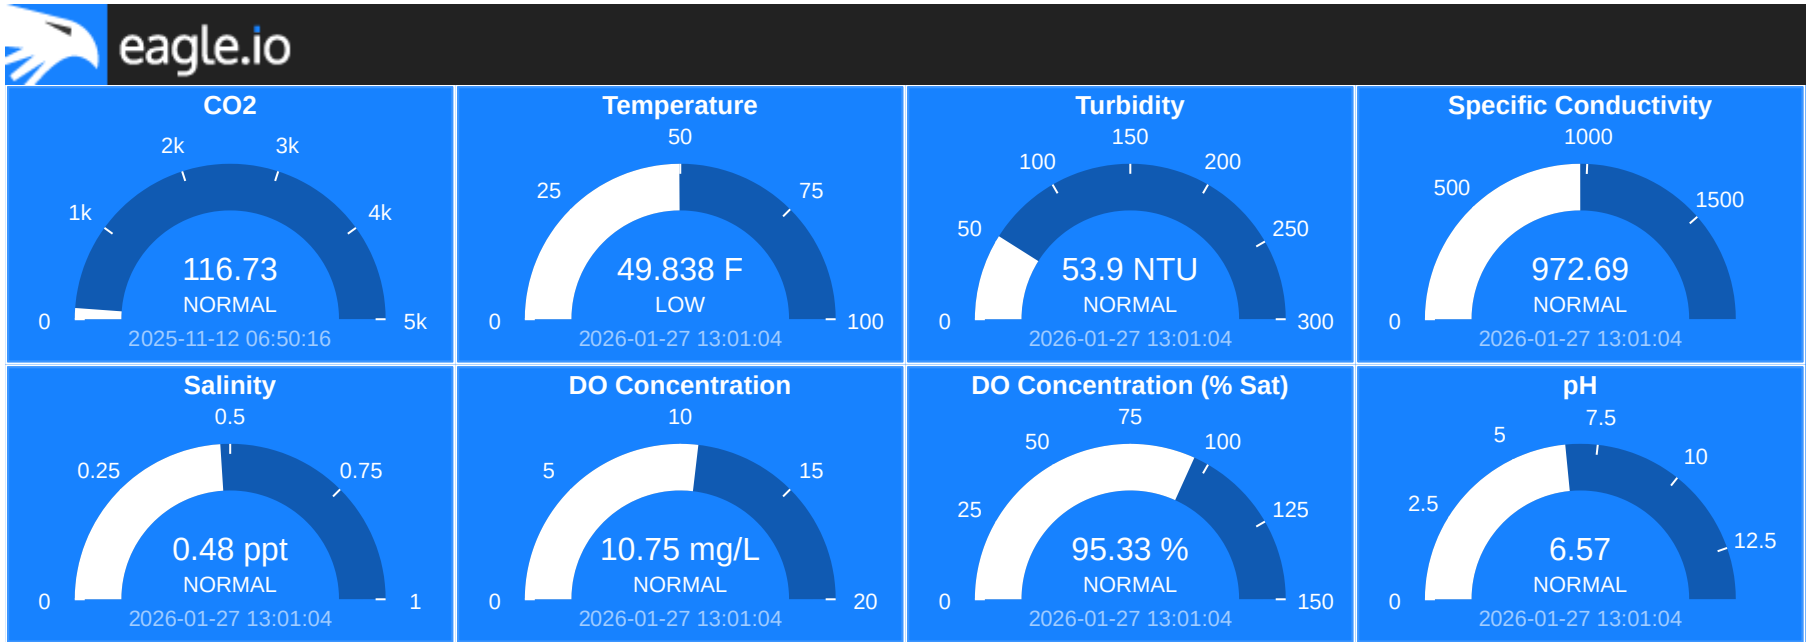 eagle.io
CO2
0
1k
2k
3k
4k
5k
116.73
NORMAL
2025-11-12 06:50:16
Temperature
0
25
50
75
100
49.838 F
LOW
2026-01-27 13:01:04
Turbidity
0
50
100
150
200
250
300
53.9 NTU
NORMAL
2026-01-27 13:01:04
Specific Conductivity
0
500
1000
1500
972.69
NORMAL
2026-01-27 13:01:04
Salinity
0
0.25
0.5
0.75
1
0.48 ppt
NORMAL
2026-01-27 13:01:04
DO Concentration
0
5
10
15
20
10.75 mg/L
NORMAL
2026-01-27 13:01:04
DO Concentration (% Sat)
0
25
50
75
100
125
150
95.33 %
NORMAL
2026-01-27 13:01:04
pH
0
2.5
5
7.5
10
12.5
6.57
NORMAL
2026-01-27 13:01:04